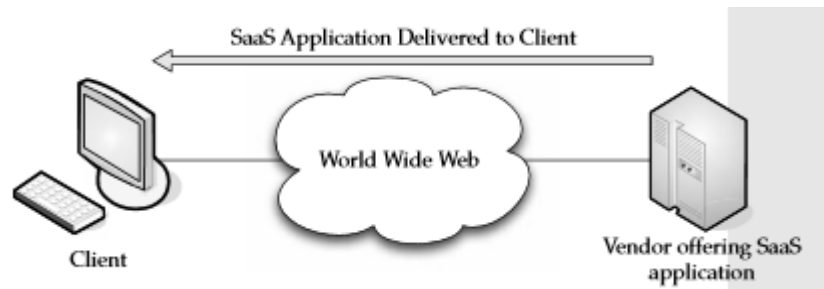 SaaS Application Delivered to Client
World Wide Web
Client
Vendor offering SaaS
application